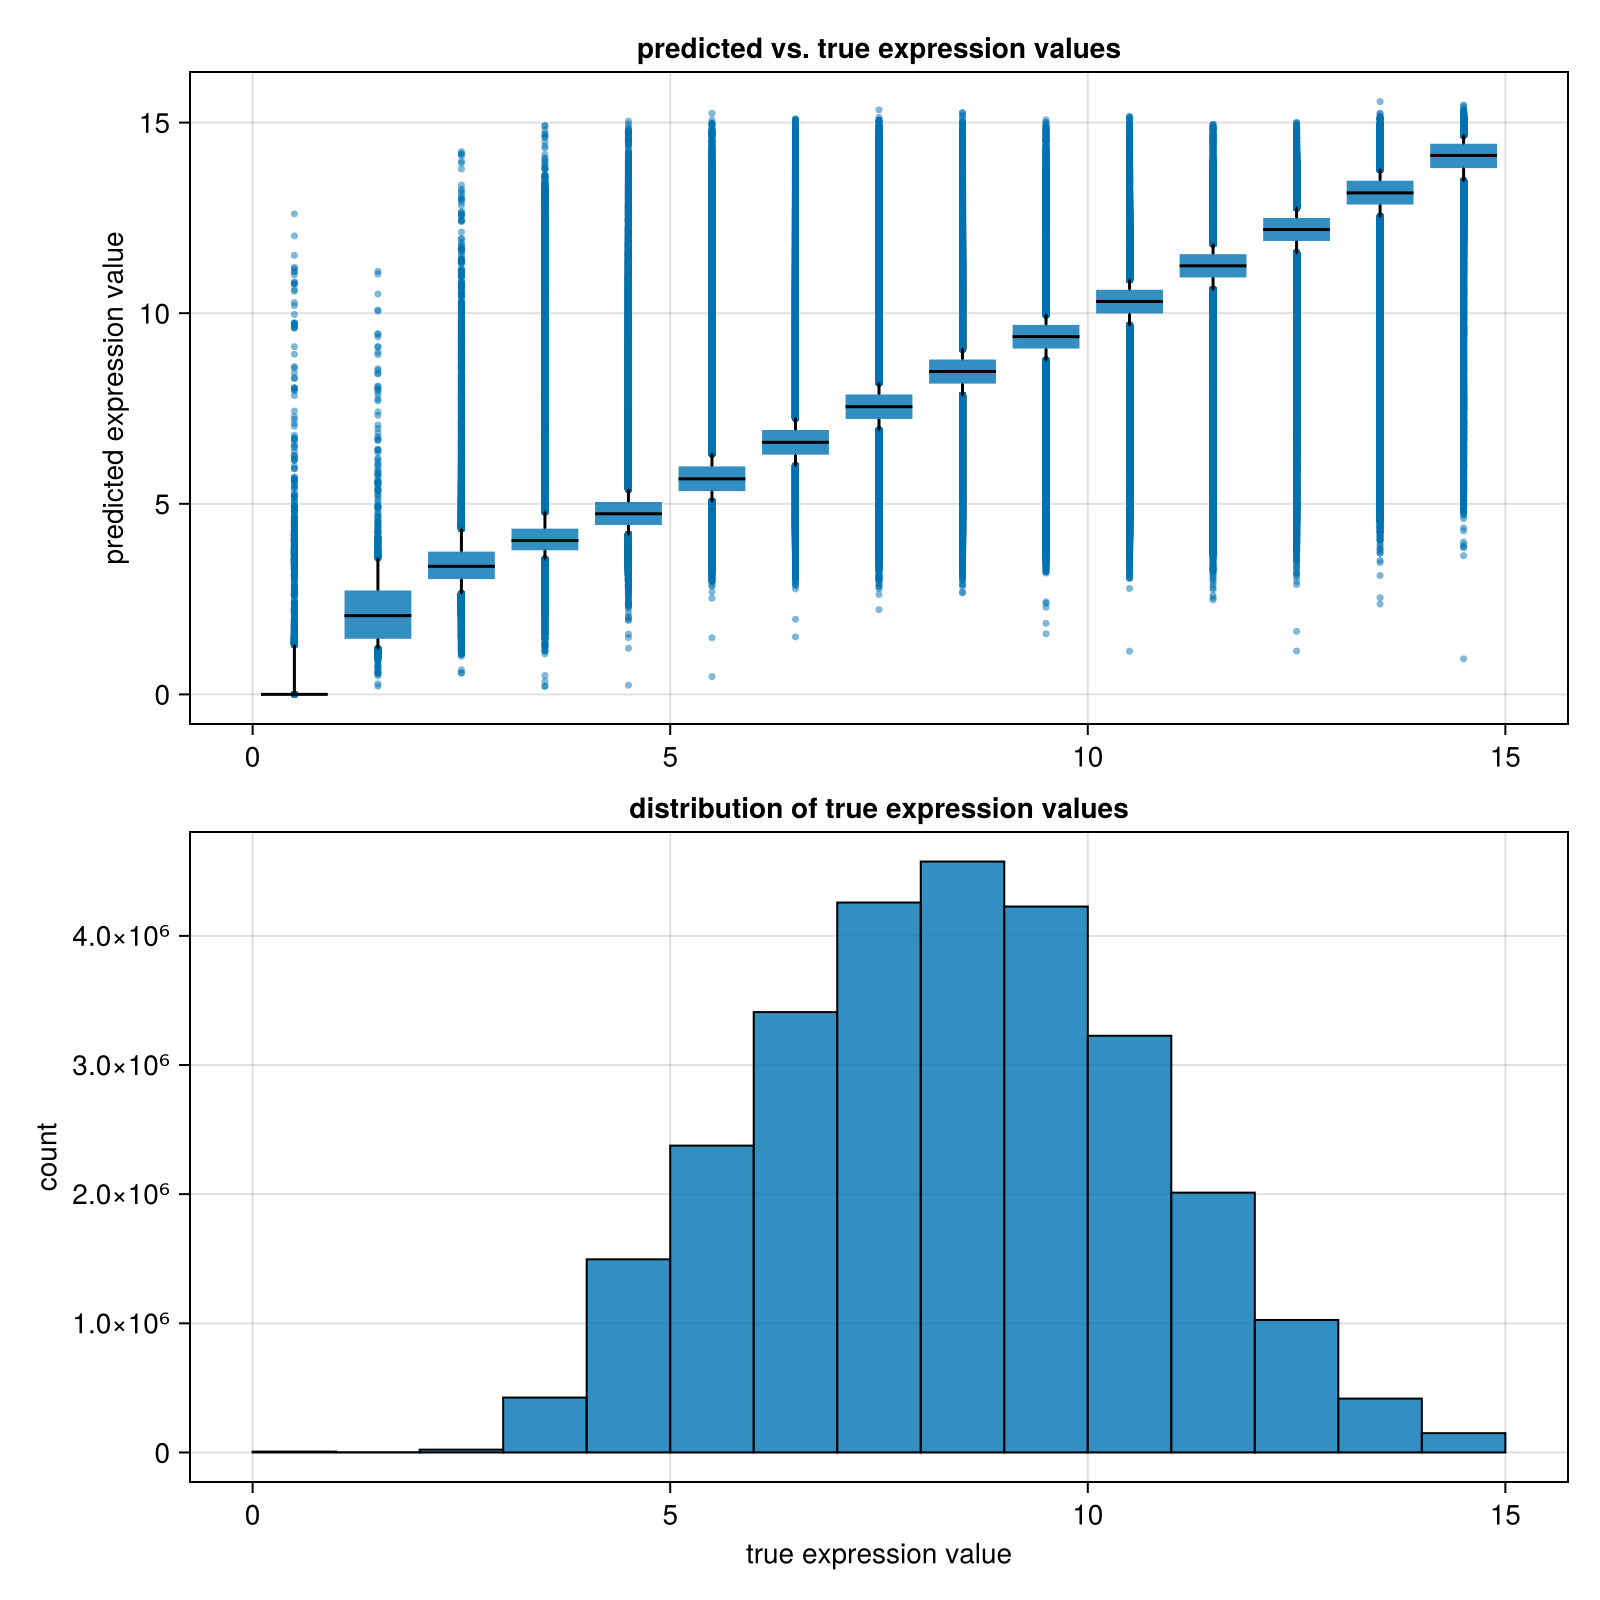 predicted vs. true expression values
predicted expression value
15
10
5
0
0 5 10 15
distribution of true expression values
count
4.0×10⁶
3.0×10⁶
2.0×10⁶
1.0×10⁶
0
0 5 10 15
true expression value